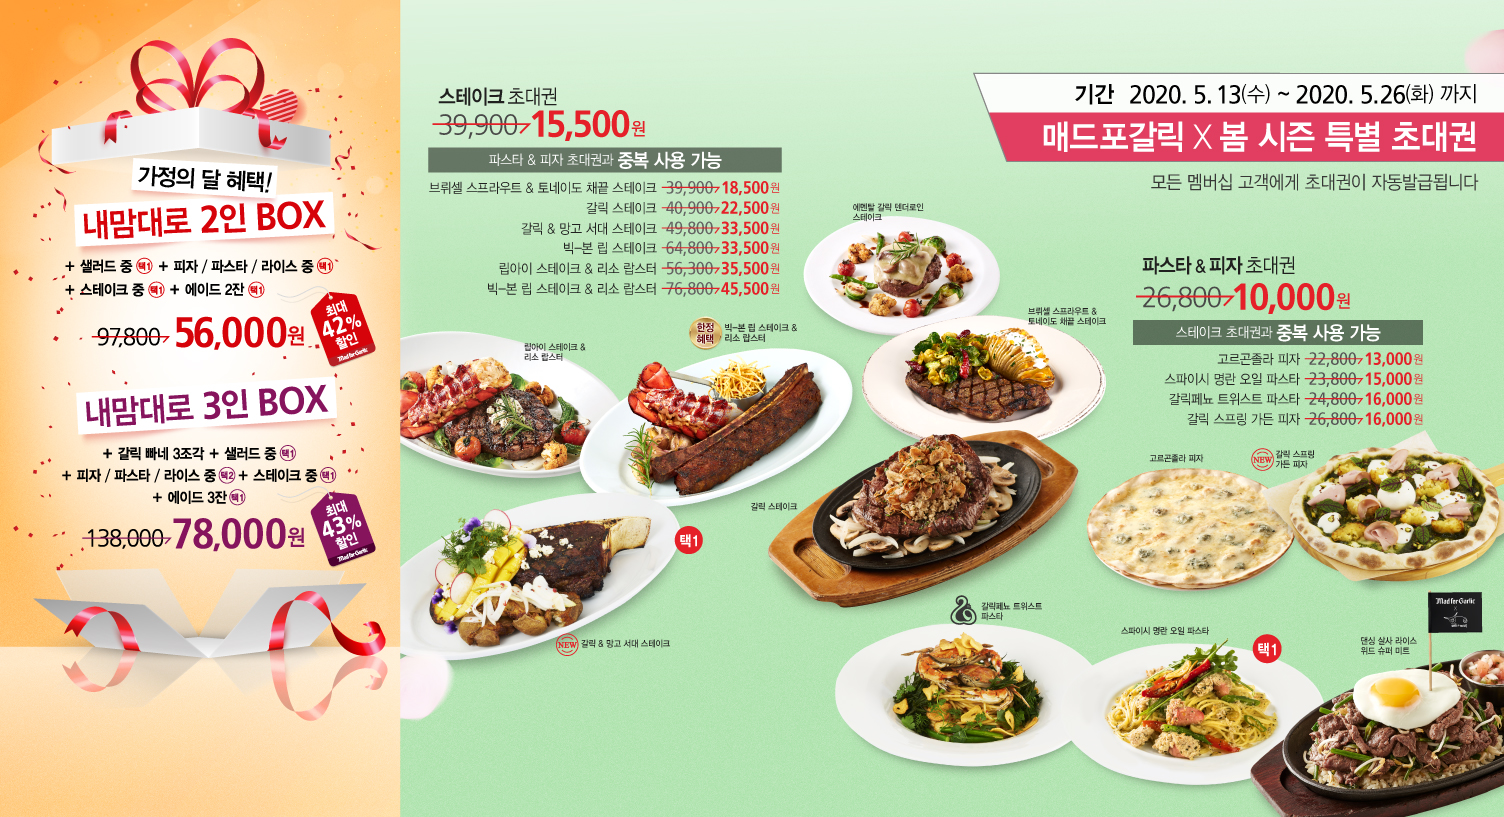 가정의 달 혜택!
내맘대로 2인 BOX
+ 샐러드 중 택1 + 피자 / 파스타 / 라이스 중 택1
+ 스테이크 중 택1 + 에이드 2잔 택1
97,800 56,000원
최대
42%
할인
Mad for Garlic
내맘대로 3인 BOX
+ 갈릭 빠네 3조각 + 샐러드 중 택1
+ 피자 / 파스타 / 라이스 중 택2 + 스테이크 중 택1
+ 에이드 3잔 택1
138,000 78,000원
최대
43%
할인
Mad for Garlic
스테이크 초대권
39,900 15,500원
파스타 & 피자 초대권과 중복 사용 가능
브뤼셀 스프라우트 & 토네이도 채끝 스테이크 39,900 18,500원
갈릭 스테이크 40,900 22,500원
갈릭 & 망고 서대 스테이크 49,800 33,500원
빅-본 립 스테이크 64,800 33,500원
립아이 스테이크 & 리소 랍스터 56,300 35,500원
빅-본 립 스테이크 & 리소 랍스터 76,800 45,500원
기간 2020. 5. 13(수) ~ 2020. 5.26(화) 까지
매드포갈릭 X 봄 시즌 특별 초대권
모든 멤버십 고객에게 초대권이 자동발급됩니다
파스타 & 피자 초대권
26,800 10,000원
스테이크 초대권과 중복 사용 가능
고르곤졸라 피자 22,800 13,000원
스파이시 명란 오일 파스타 23,800 15,000원
갈릭페뇨 트위스트 파스타 24,800 16,000원
갈릭 스프링 가든 피자 26,800 16,000원
에멘탈 갈릭 텐더로인
스테이크
브뤼셀 스프라우트 &
토네이도 채끝 스테이크
한정
혜택
빅-본 립 스테이크 &
리소 랍스터
립아이 스테이크 &
리소 랍스터
갈릭 스테이크
택1
NEW 갈릭 & 망고 서대 스테이크
고르곤졸라 피자
NEW 갈릭 스프링
가든 피자
갈릭페뇨 트위스트
파스타
스파이시 명란 오일 파스타
택1
Mad for Garlic
댄싱 살사 라이스
위드 슈퍼 미트